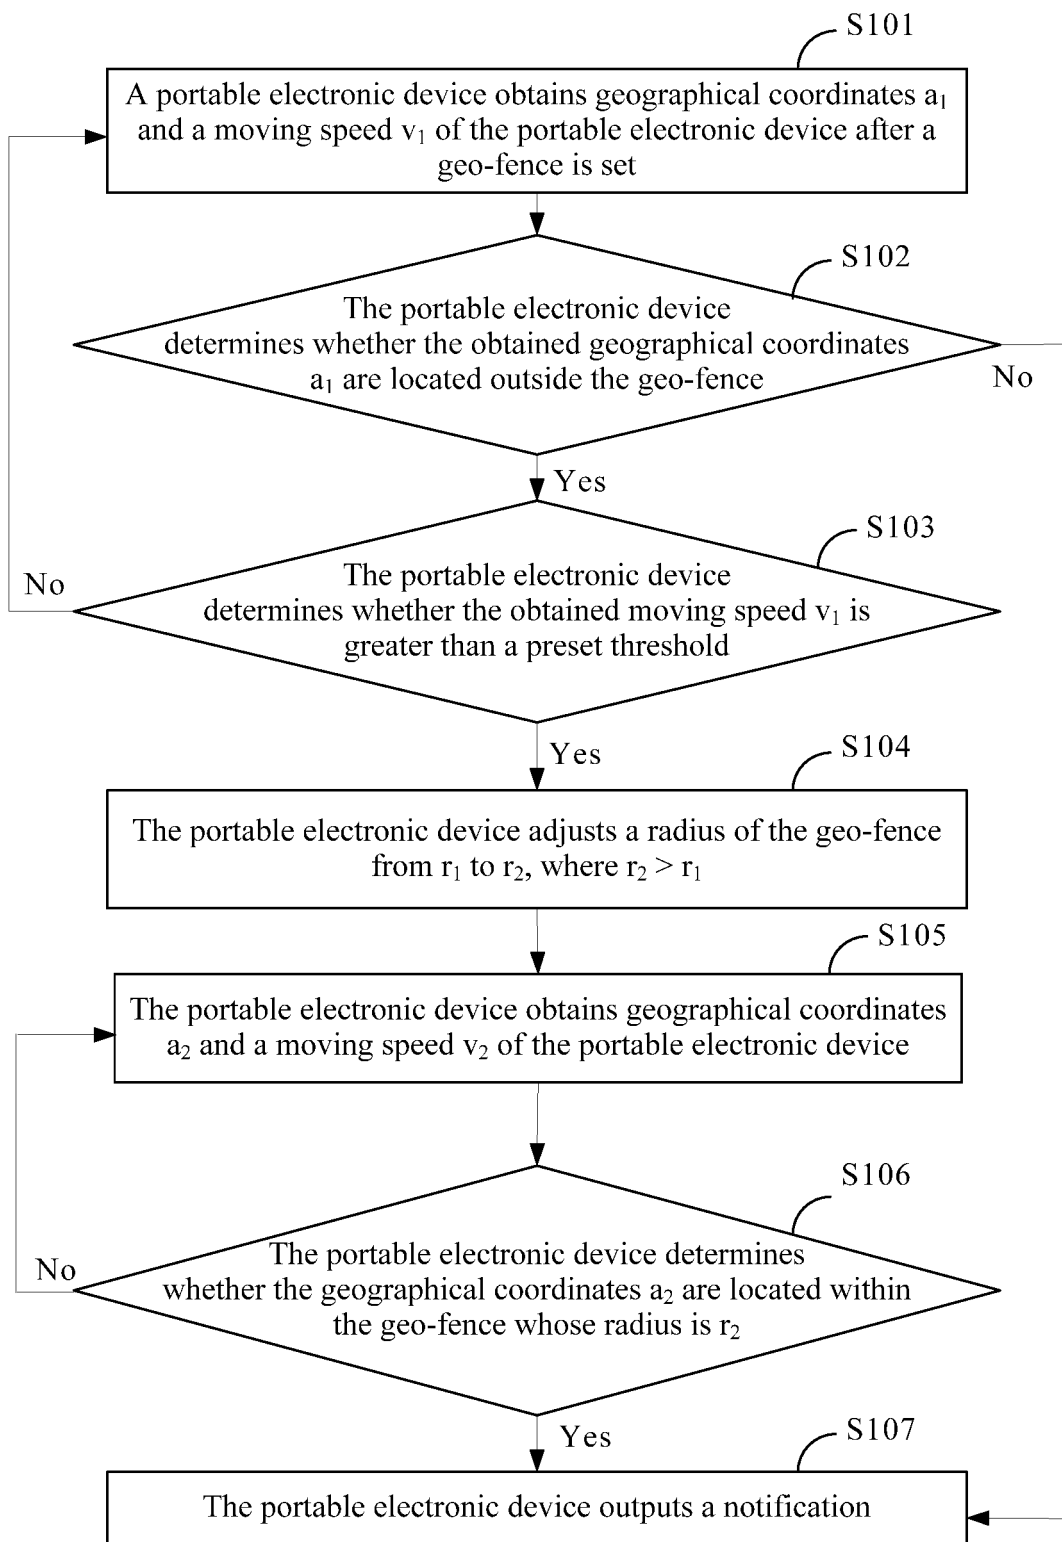 S101
A portable electronic device obtains geographical coordinates a₁
and a moving speed v₁ of the portable electronic device after a
geo-fence is set
S102
The portable electronic device
determines whether the obtained geographical coordinates
a₁ are located outside the geo-fence
No
Yes
S103
The portable electronic device
determines whether the obtained moving speed v₁ is
greater than a preset threshold
No
Yes
S104
The portable electronic device adjusts a radius of the geo-fence
from r₁ to r₂, where r₂ > r₁
S105
The portable electronic device obtains geographical coordinates
a₂ and a moving speed v₂ of the portable electronic device
S106
The portable electronic device determines
whether the geographical coordinates a₂ are located within
the geo-fence whose radius is r₂
No
Yes
S107
The portable electronic device outputs a notification